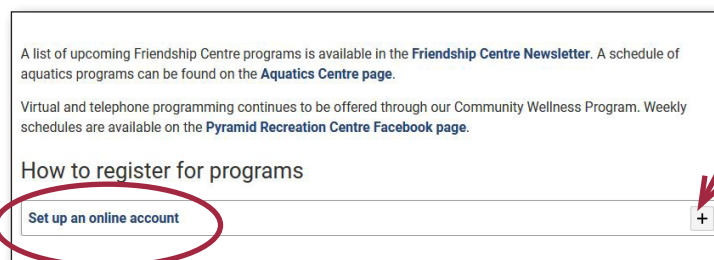 A list of upcoming Friendship Centre programs is available in the Friendship Centre Newsletter. A schedule of
aquatics programs can be found on the Aquatics Centre page.
Virtual and telephone programming continues to be offered through our Community Wellness Program. Weekly
schedules are available on the Pyramid Recreation Centre Facebook page.
How to register for programs
Set up an online account
+